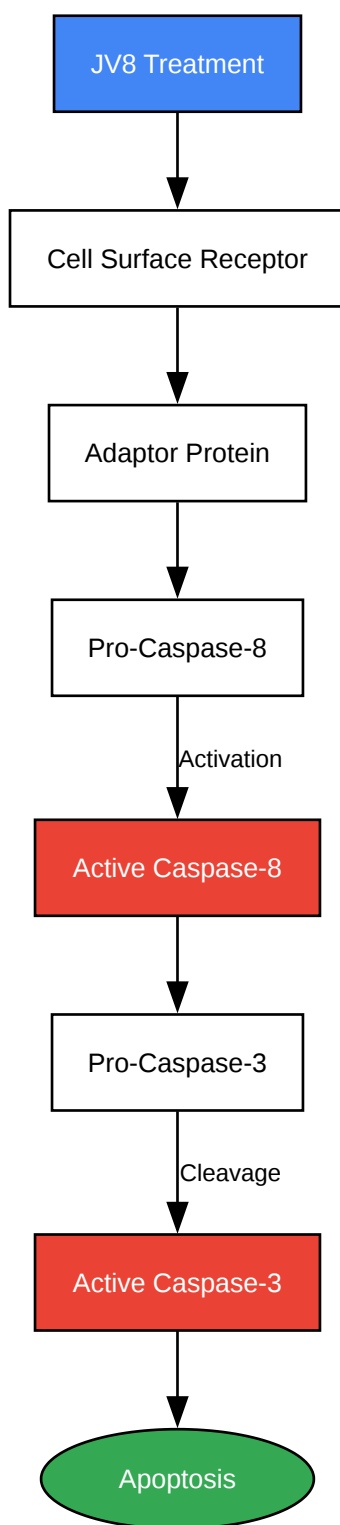 JV8 Treatment
Cell Surface Receptor
Adaptor Protein
Pro-Caspase-8
Activation
Active Caspase-8
Pro-Caspase-3
Cleavage
Active Caspase-3
Apoptosis